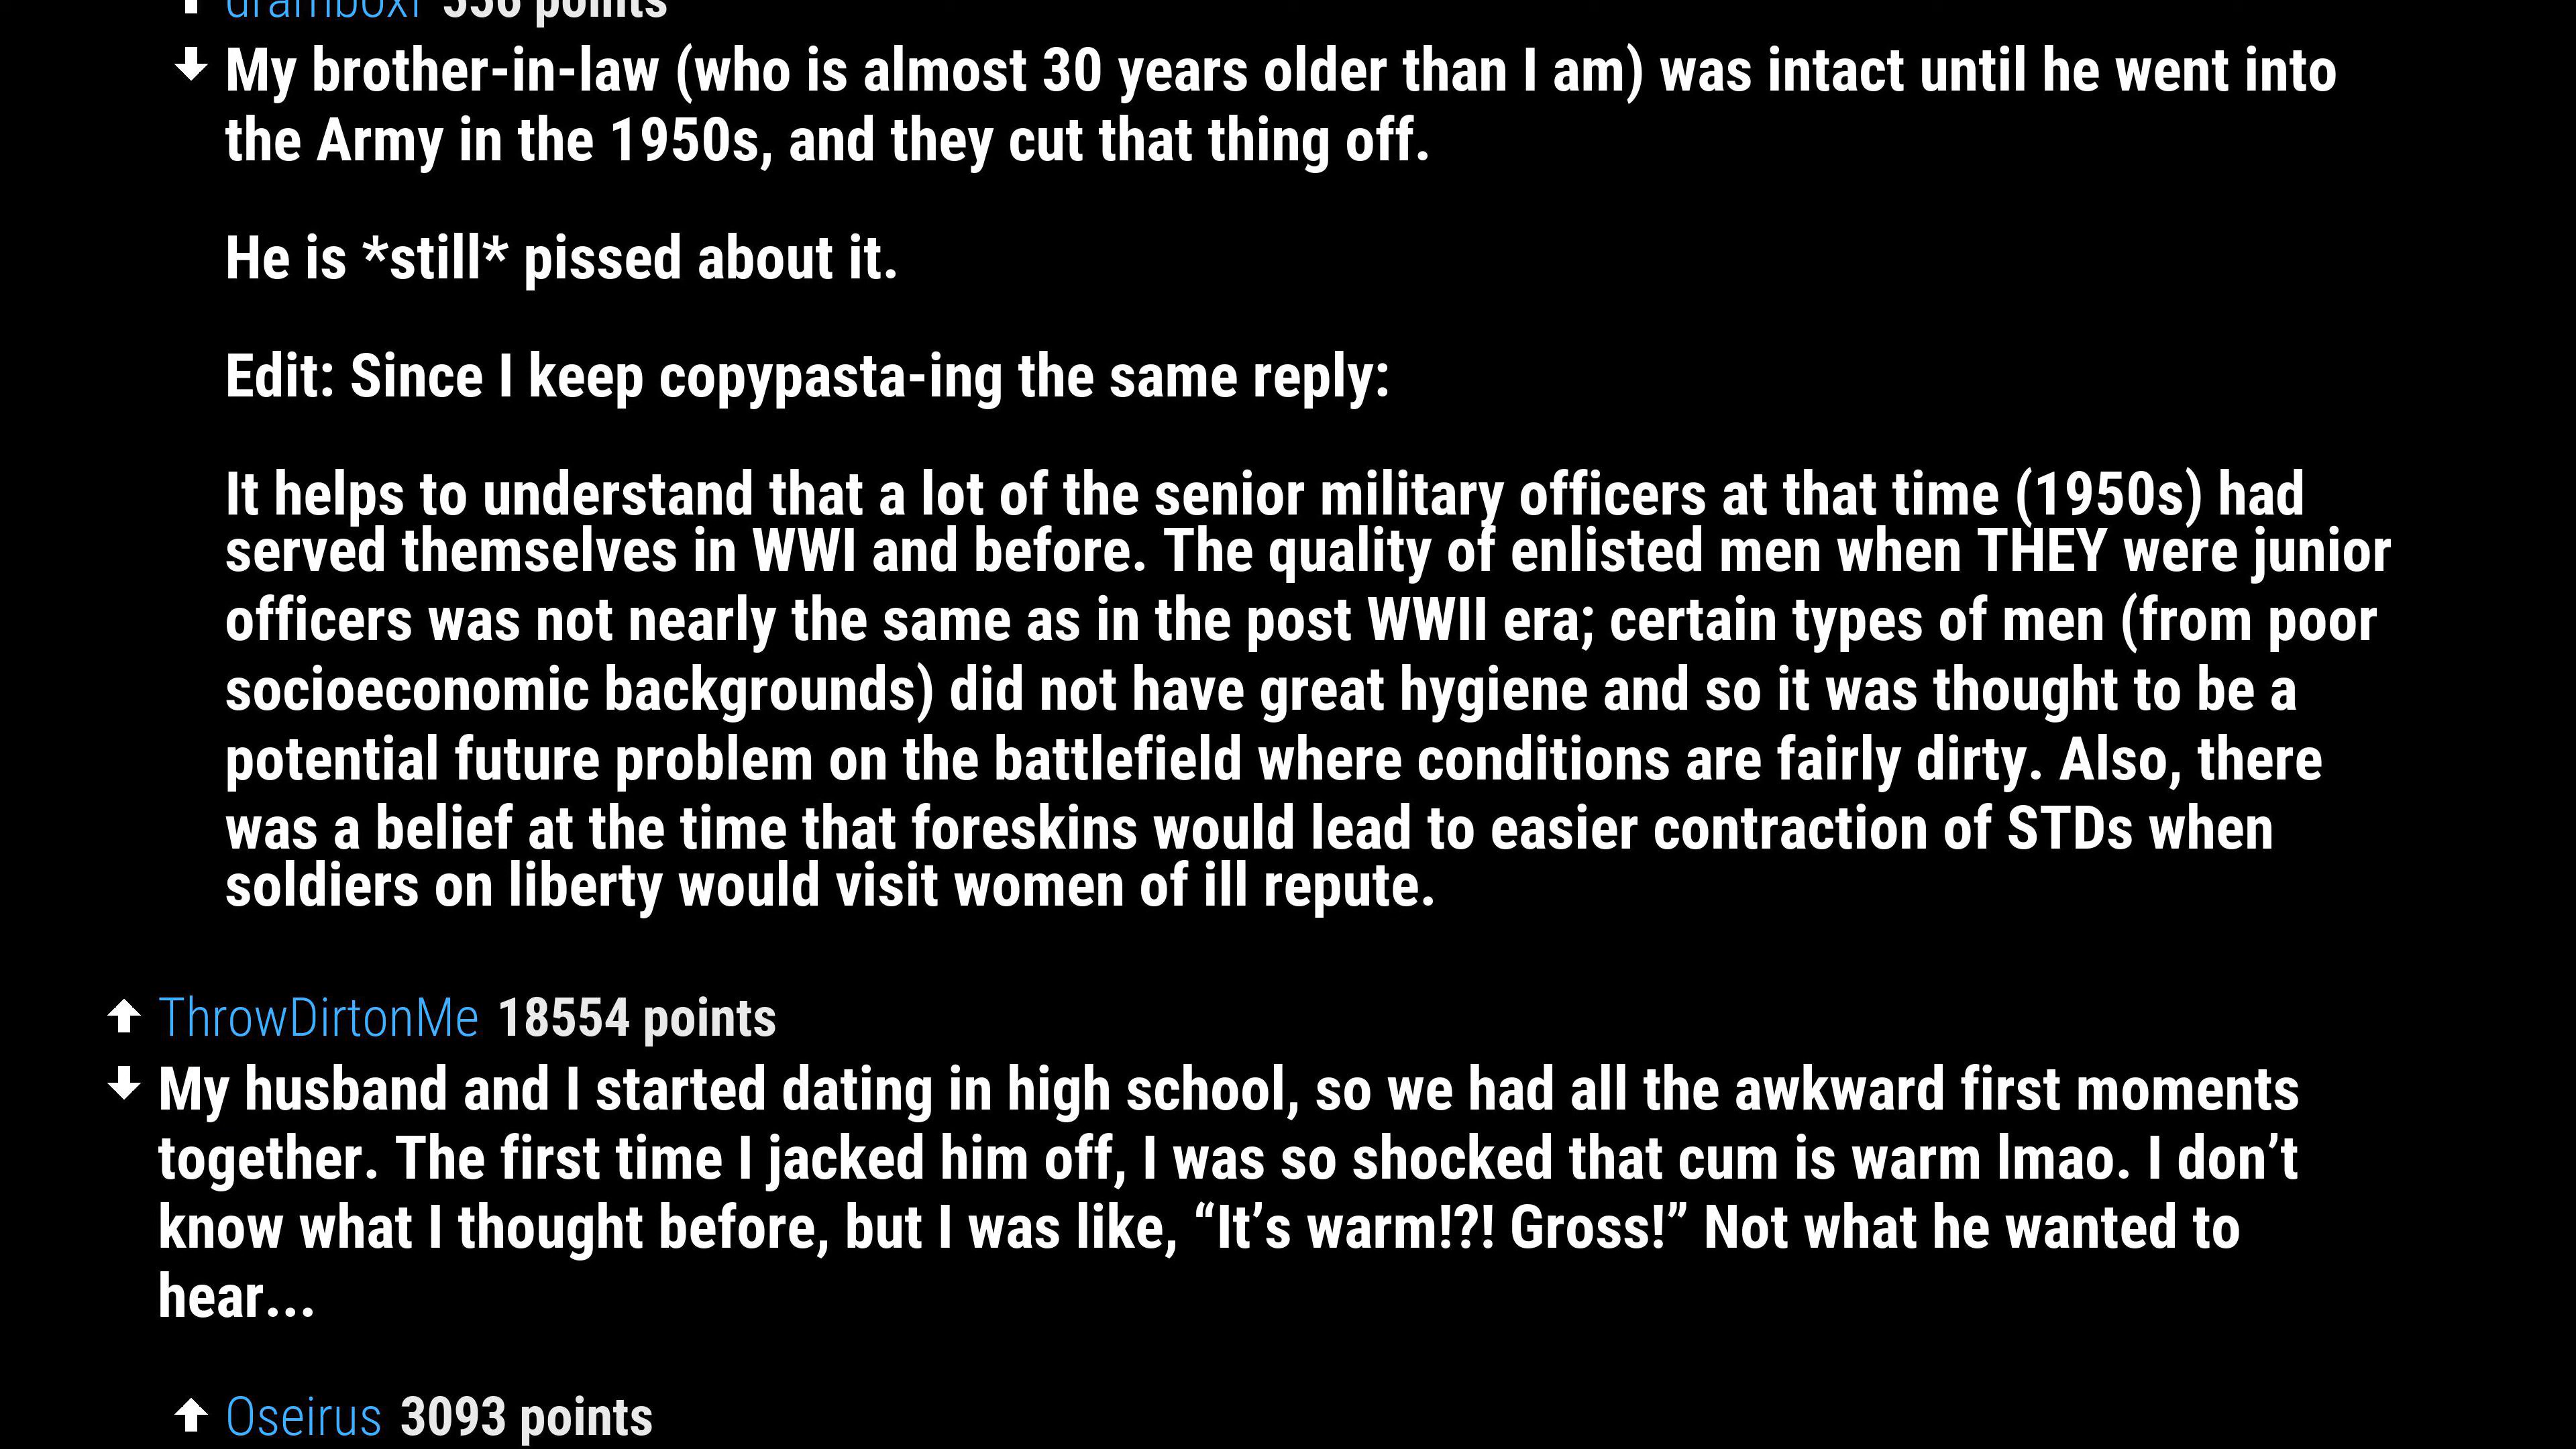 points
My brother-in-law (who is almost 30 years older than I am) was intact until he went into
the Army in the 1950s, and they cut that thing off.
He is *still* pissed about it.
Edit: Since I keep copypasta-ing the same reply:
It helps to understand that a lot of the senior military officers at that time (1950s) had
served themselves in WWI and before. The quality of enlisted men when THEY were junior
officers was not nearly the same as in the post WWII era; certain types of men (from poor
socioeconomic backgrounds) did not have great hygiene and so it was thought to be a
potential future problem on the battlefield where conditions are fairly dirty. Also, there
was a belief at the time that foreskins would lead to easier contraction of STDs when
soldiers on liberty would visit women of ill repute.
ThrowDirtonMe 18554 points
My husband and I started dating in high school, so we had all the awkward first moments
together. The first time I jacked him off, I was so shocked that cum is warm lmao. I don’t
know what I thought before, but I was like, “It’s warm!?! Gross!” Not what he wanted to
hear...
Oseirus 3093 points